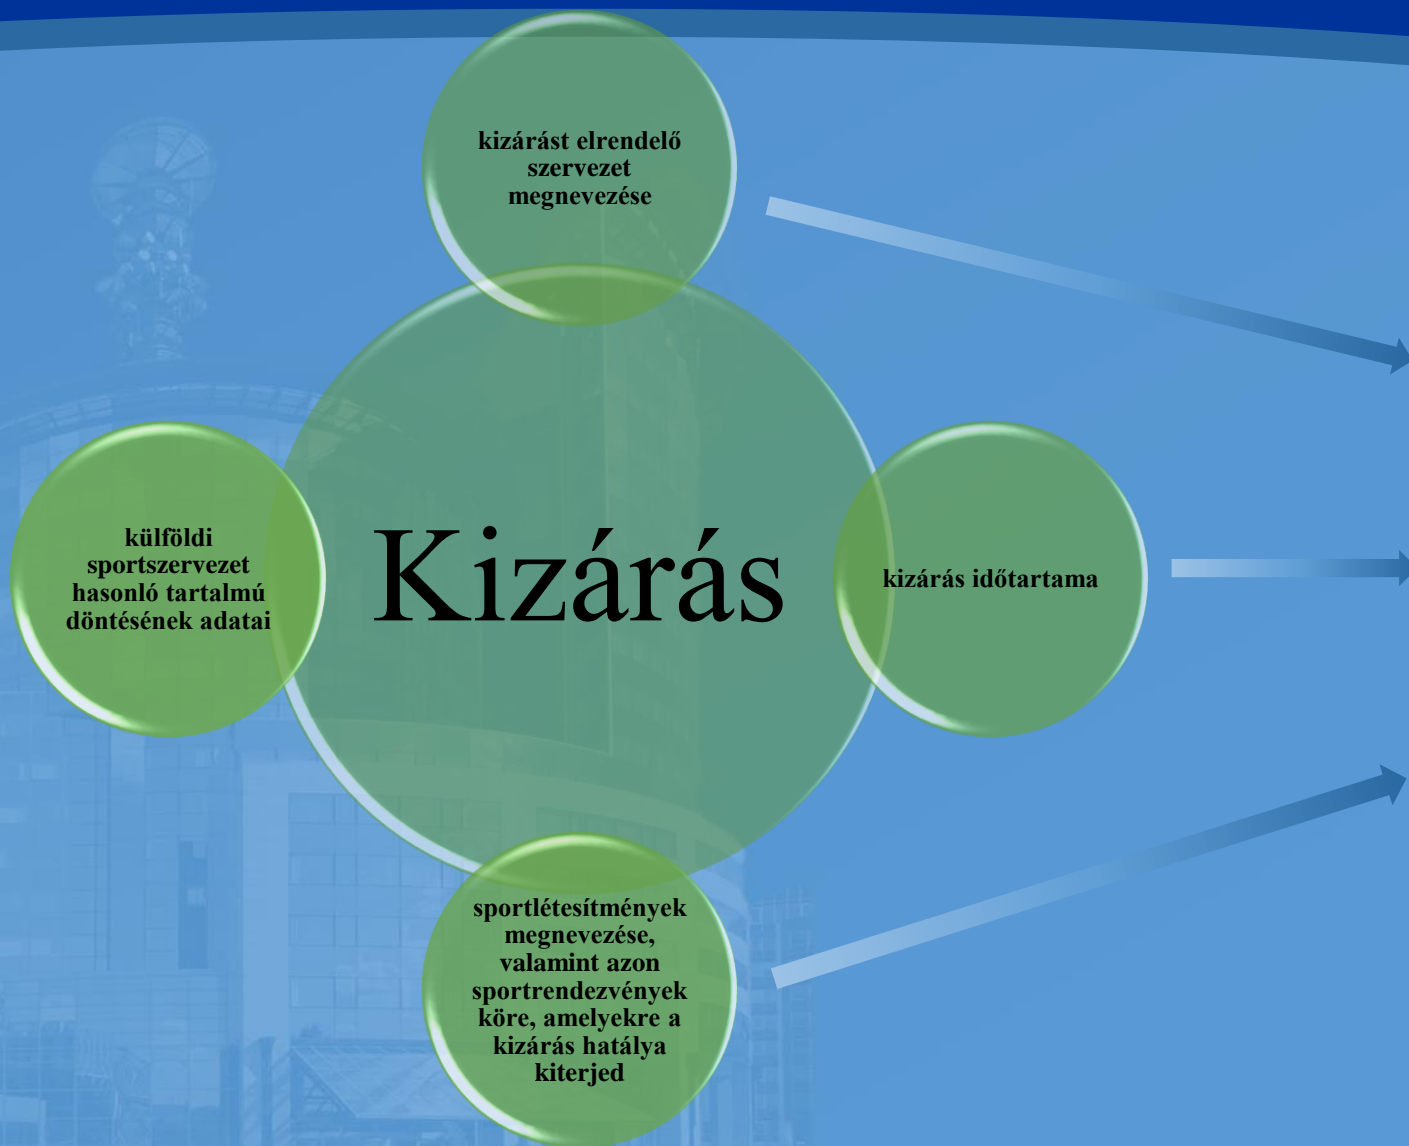 kizárást elrendelő
szervezet
megnevezése
külföldi
sportszervezet
hasonló tartalmú
döntésének adatai
Kizárás
kizárás időtartama
sportlétesítmények
megnevezése,
valamint azon
sportrendezvények
köre, amelyekre a
kizárás hatálya
kiterjed